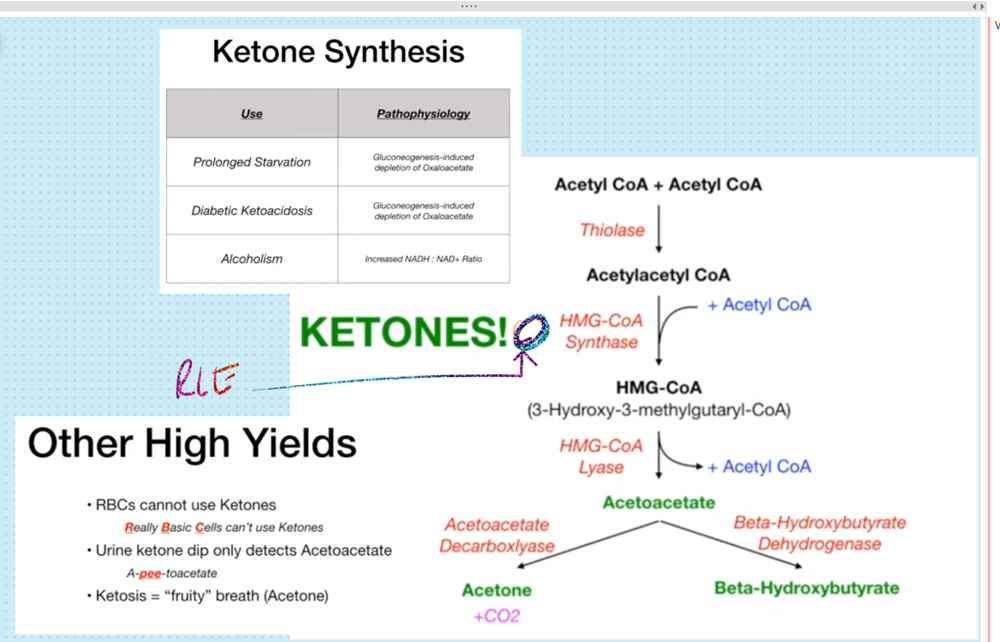 Ketone Synthesis
Use Pathophysiology
Prolonged Starvation
Gluconeogenesis-induced
depletion of Oxaloacetate
Diabetic Ketoacidosis
Gluconeogenesis-induced
depletion of Oxaloacetate
Alcoholism
Increased NADH : NAD+ Ratio
KETONES!
RLE
Other High Yields
• RBCs cannot use Ketones
Really Basic Cells can't use Ketones
• Urine ketone dip only detects Acetoacetate
A-pee-toacetate
• Ketosis = “fruity” breath (Acetone)
Acetyl CoA + Acetyl CoA
Thiolase
Acetylacetyl CoA
+ Acetyl CoA
HMG-CoA
Synthase
HMG-CoA
(3-Hydroxy-3-methylgutaryl-CoA)
HMG-CoA
Lyase
+ Acetyl CoA
Acetoacetate
Acetoacetate
Decarboxlyase
Beta-Hydroxybutyrate
Dehydrogenase
Acetone
+CO2
Beta-Hydroxybutyrate